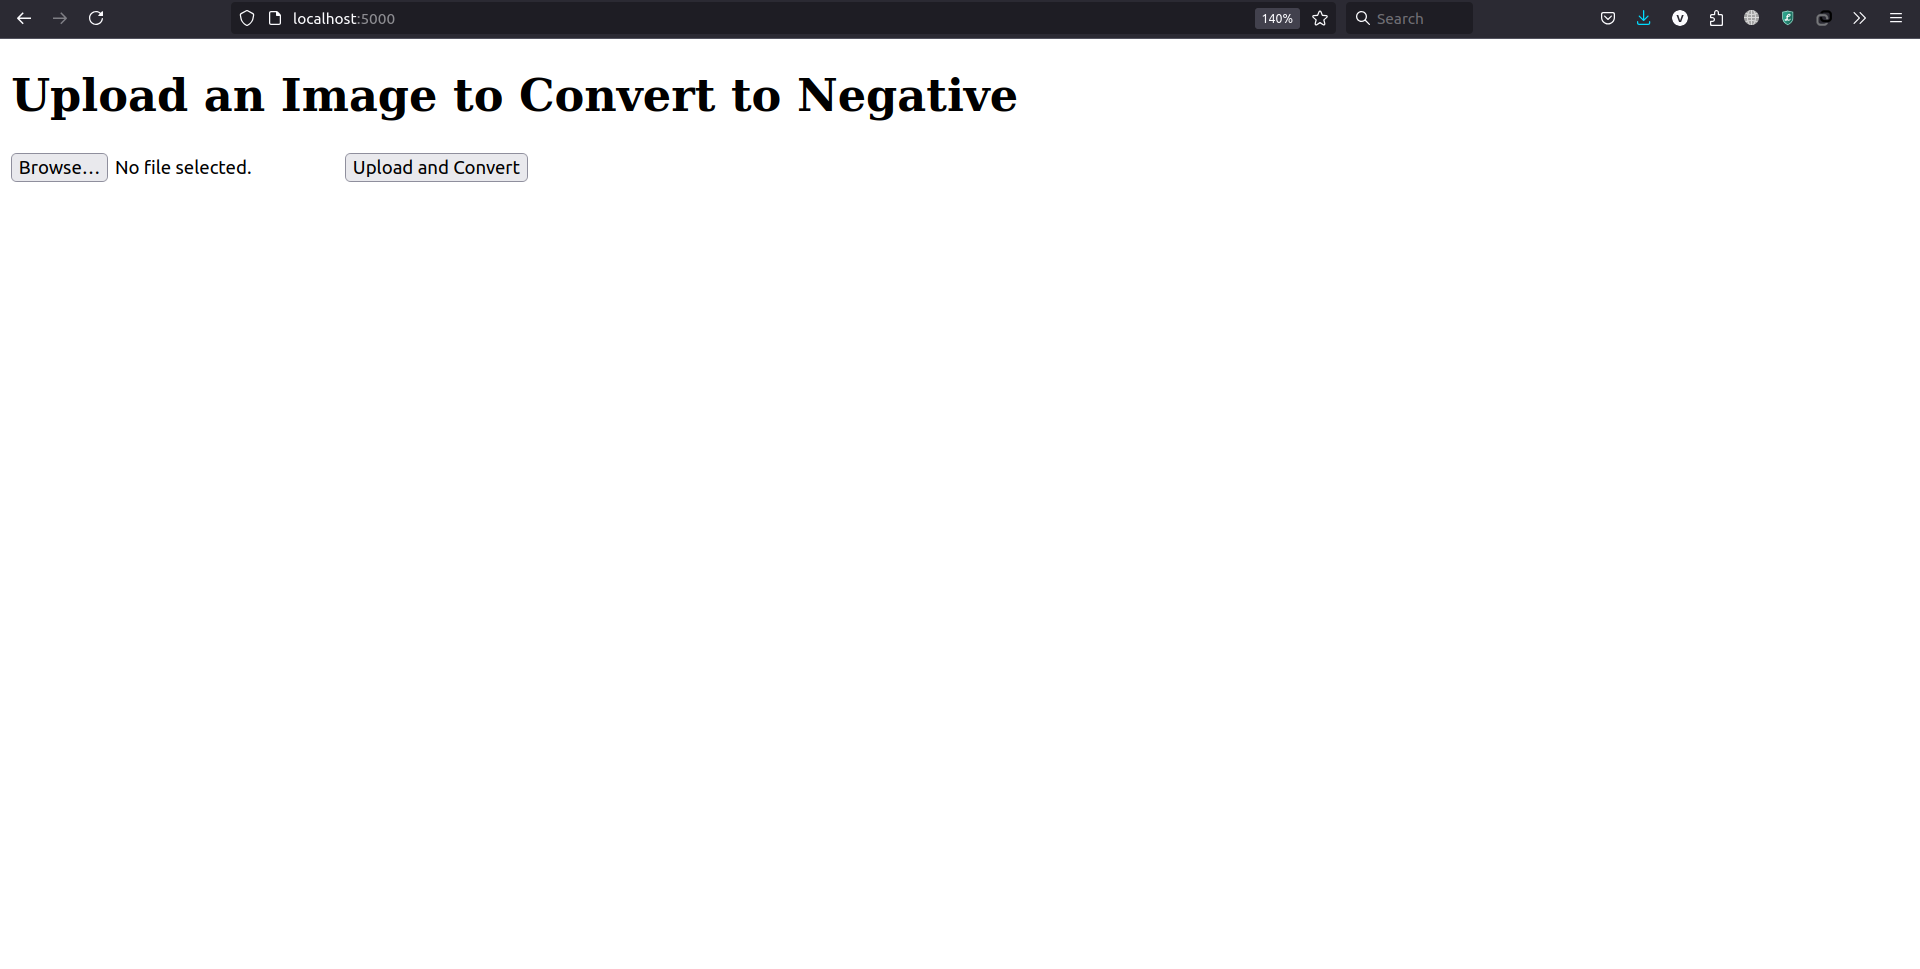 localhost:5000
140%
Search
Upload an Image to Convert to Negative
Browse... No file selected. Upload and Convert